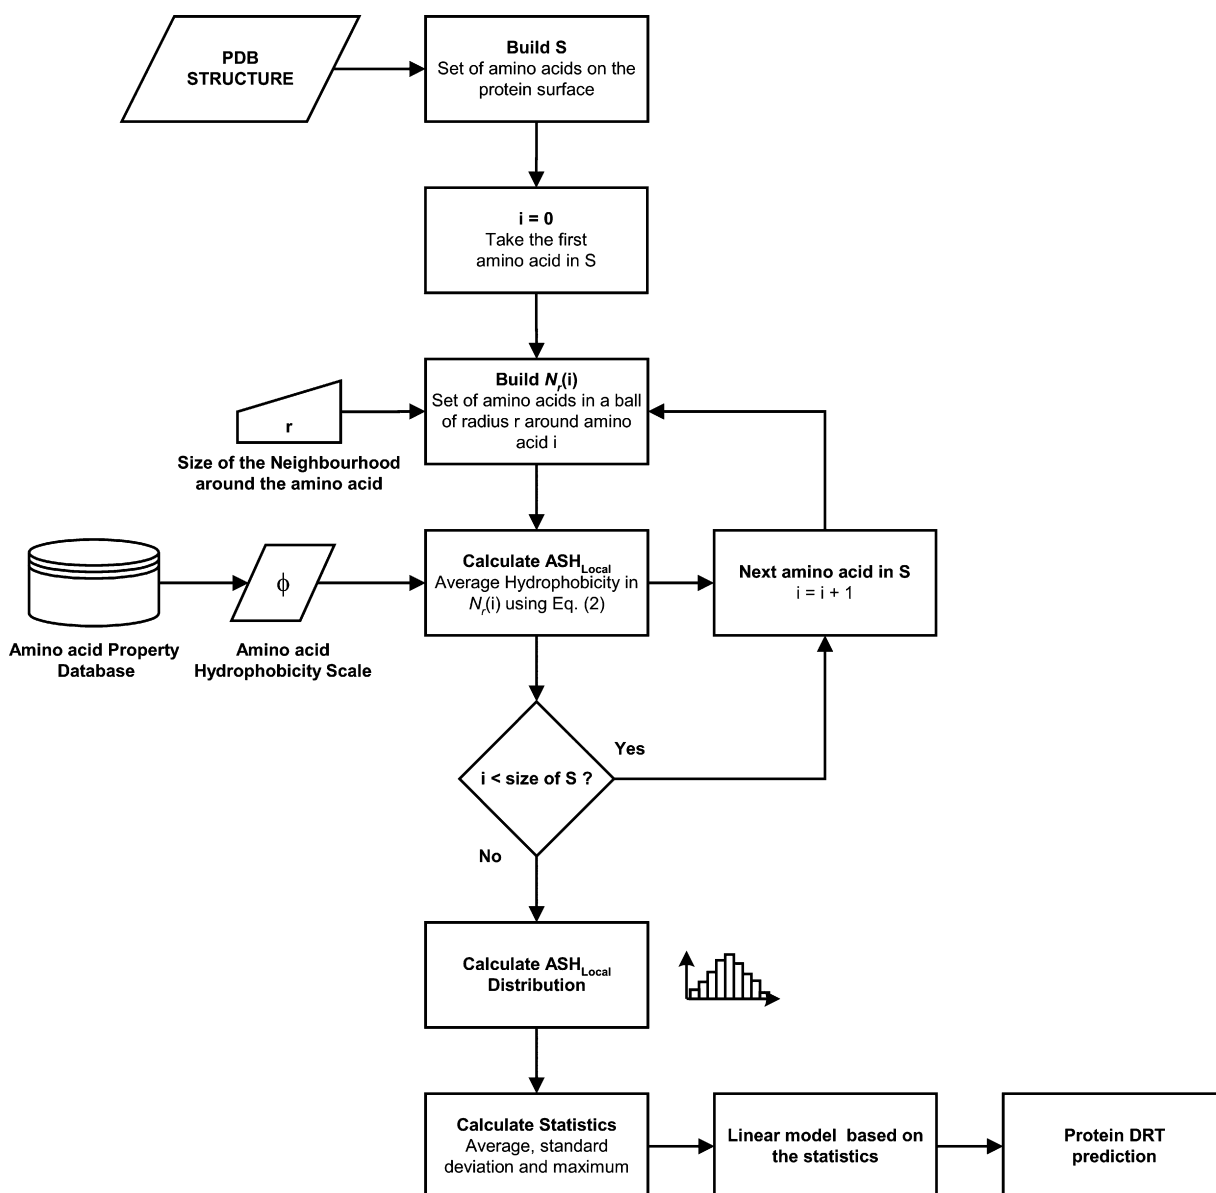 PDB
STRUCTURE
Build S
Set of amino acids on the
protein surface
i = 0
Take the first
amino acid in S
Build Nr(i)
Set of amino acids in a ball
of radius r around amino
acid i
r
Size of the Neighbourhood
around the amino acid
Calculate ASHLocal
Average Hydrophobicity in
Nr(i) using Eq. (2)
Next amino acid in S
i = i + 1
ϕ
Amino acid Property
Database
Amino acid
Hydrophobicity Scale
i < size of S ?
Yes
No
Calculate ASHLocal
Distribution
Calculate Statistics
Average, standard
deviation and maximum
Linear model based on
the statistics
Protein DRT
prediction